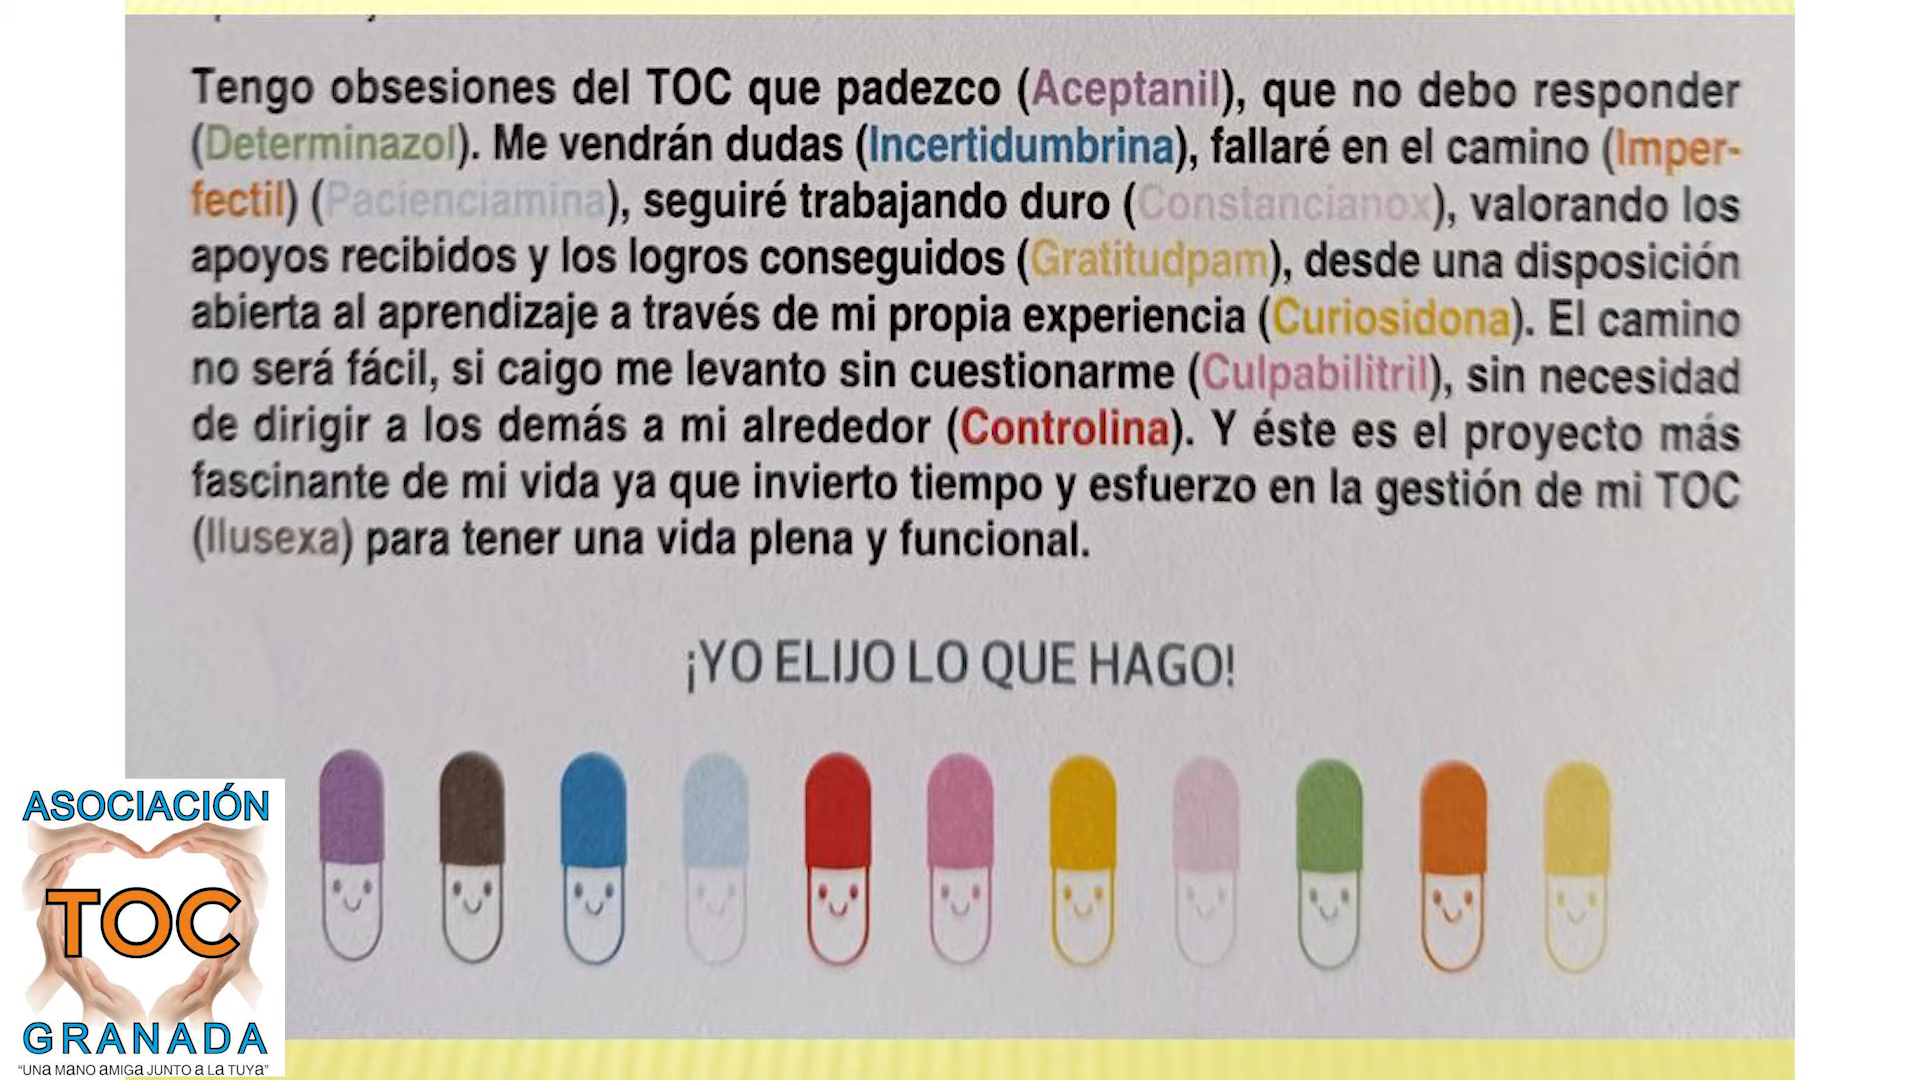 Tengo obsesiones del TOC que padezco (Aceptanil), que no debo responder
(Determinazol). Me vendrán dudas (Incertidumbrina), fallaré en el camino (Imper-
fectil) (Pacienciamina), seguiré trabajando duro (Constancianox), valorando los
apoyos recibidos y los logros conseguidos (Gratitudpam), desde una disposición
abierta al aprendizaje a través de mi propia experiencia (Curiosidona). El camino
no será fácil, si caigo me levanto sin cuestionarme (Culpabilitril), sin necesidad
de dirigir a los demás a mi alrededor (Controlina). Y éste es el proyecto más
fascinante de mi vida ya que invierto tiempo y esfuerzo en la gestión de mi TOC
(Ilusexa) para tener una vida plena y funcional.
¡YO ELIJO LO QUE HAGO!
ASOCIACIÓN
TOC
GRANADA
"UNa MaNO aMIGa JUNTO a La TUYa"